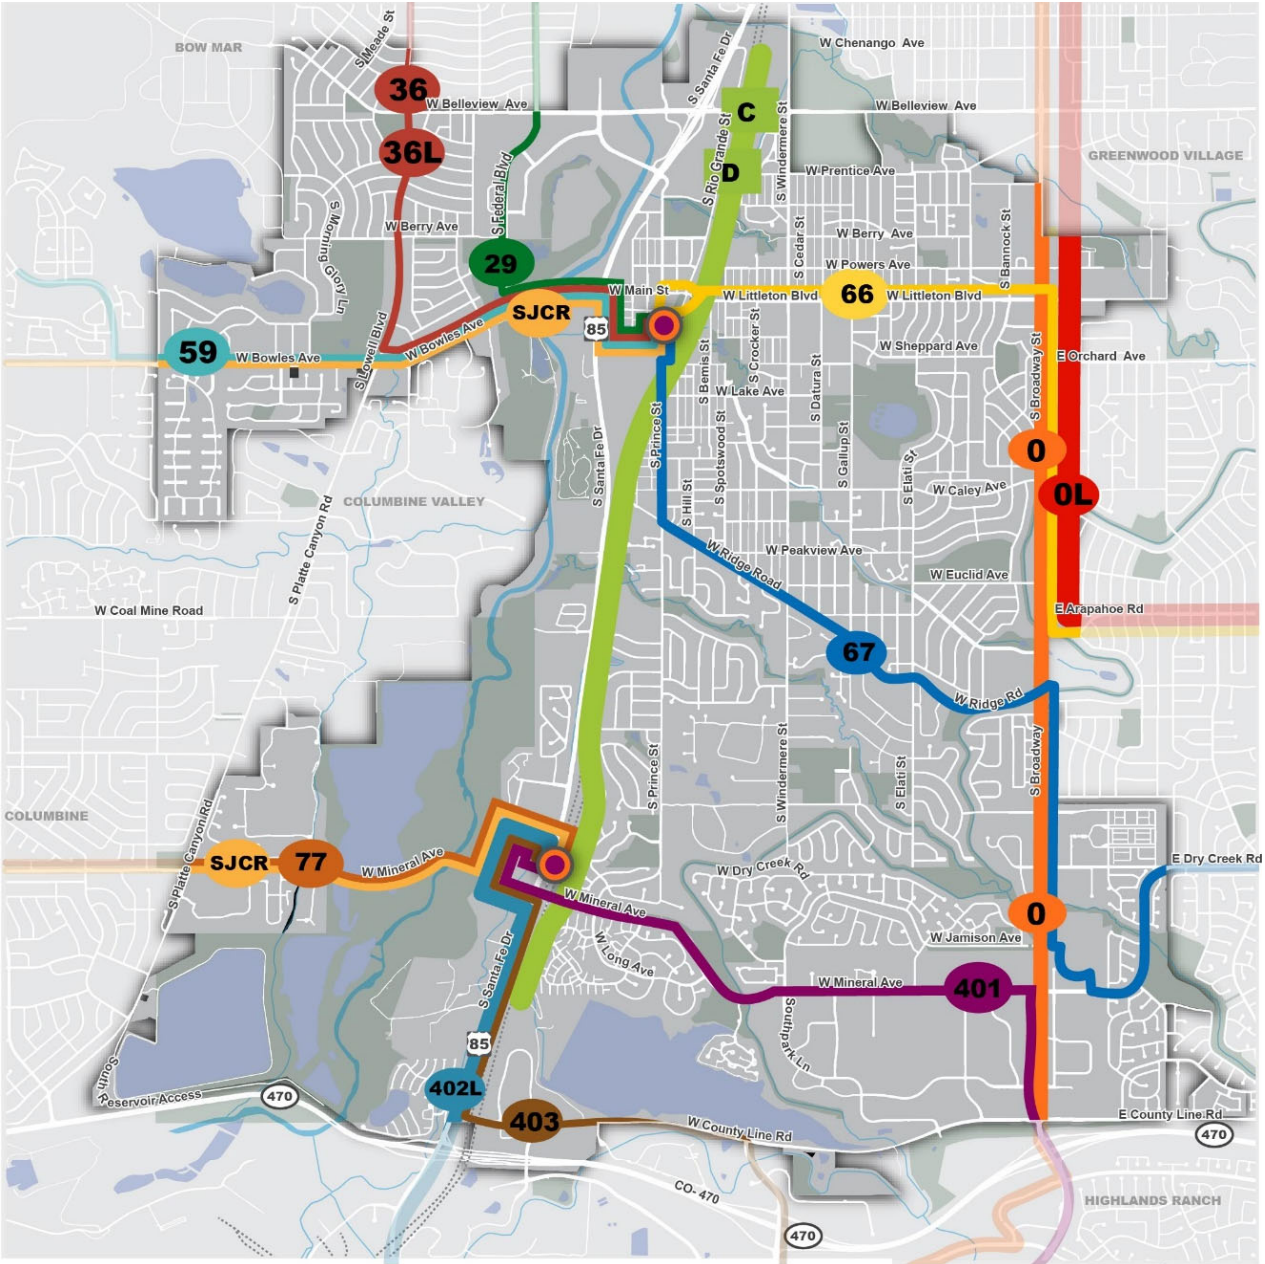 W Chenango Ave
BOW MAR
S Meade St
S Santa Fe Dr
36
W Belleview Ave
C
W Belleview Ave
36L
S Federal Blvd
S Rio Grande St
S Windermere St
GREENWOOD VILLAGE
D
W Prentice Ave
S Morning Glory Ln
W Berry Ave
S Cedar St
W Berry Ave
S Bannock St
29
W Powers Ave
W Main St
W Littleton Blvd
66
W Littleton Blvd
SJCR
85
59
W Bowles Ave
S Lowell Blvd
W Bowles Ave
S Bemis St
S Crocker St
W Sheppard Ave
S Broadway St
E Orchard Ave
W Lake Ave
S Datura St
S Santa Fe Dr
S Prince St
S Spotswood St
S Gallup St
S Elati St
0
COLUMBINE VALLEY
S Hill St
W Caley Ave
0L
S Platte Canyon Rd
W Ridge Road
W Peakview Ave
W Euclid Ave
W Coal Mine Road
E Arapahoe Rd
67
W Ridge Rd
S Prince St
S Windermere St
S Elati St
S Broadway
COLUMBINE
S Platte Canyon Rd
SJCR
77
W Mineral Ave
W Dry Creek Rd
E Dry Creek Rd
W Mineral Ave
0
W Jamison Ave
S Santa Fe Dr
W Long Ave
W Mineral Ave
401
Southpark Ln
85
South
Reservoir Access
470
402L
403
W County Line Rd
E County Line Rd
470
CO-470
HIGHLANDS RANCH
470